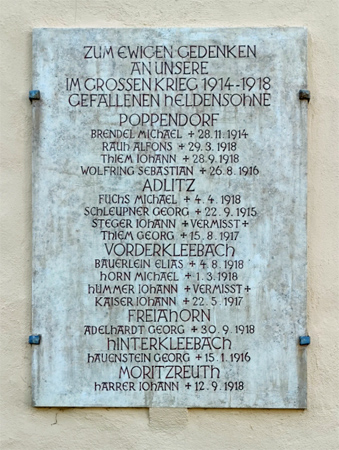 ZUM EWIGEN GEDENKEN
AN UNSERE
IM GROSSEN KRIEG 1914-1918
GEFALLENEN HELDENSÖHNE
POPPENDORF
BRENDEL MICHAEL + 28.11.1914
RAUH ALFONS + 29.3.1918
THIEM JOHANN + 28.9.1918
WOLFRING SEBASTIAN + 26.8.1916
ADLITZ
FUCHS MICHAEL + 4.4.1918
SCHLEUPNER GEORG + 22.9.1915
STEGER JOHANN + VERMISST +
THIEM GEORG + 15.8.1917
VORDERKLEEBACH
BAUERLEIN ELIAS + 4.8.1918
HORN MICHAEL + 1.3.1918
HUMMER JOHANN + VERMISST +
KAISER JOHANN + 22.5.1917
FREIAHORN
ADELHARDT GEORG + 30.9.1918
HINTERKLEEBACH
HAUENSTEIN GEORG + 15.1.1916
MORITZREUTH
HARRER JOHANN + 12.9.1918